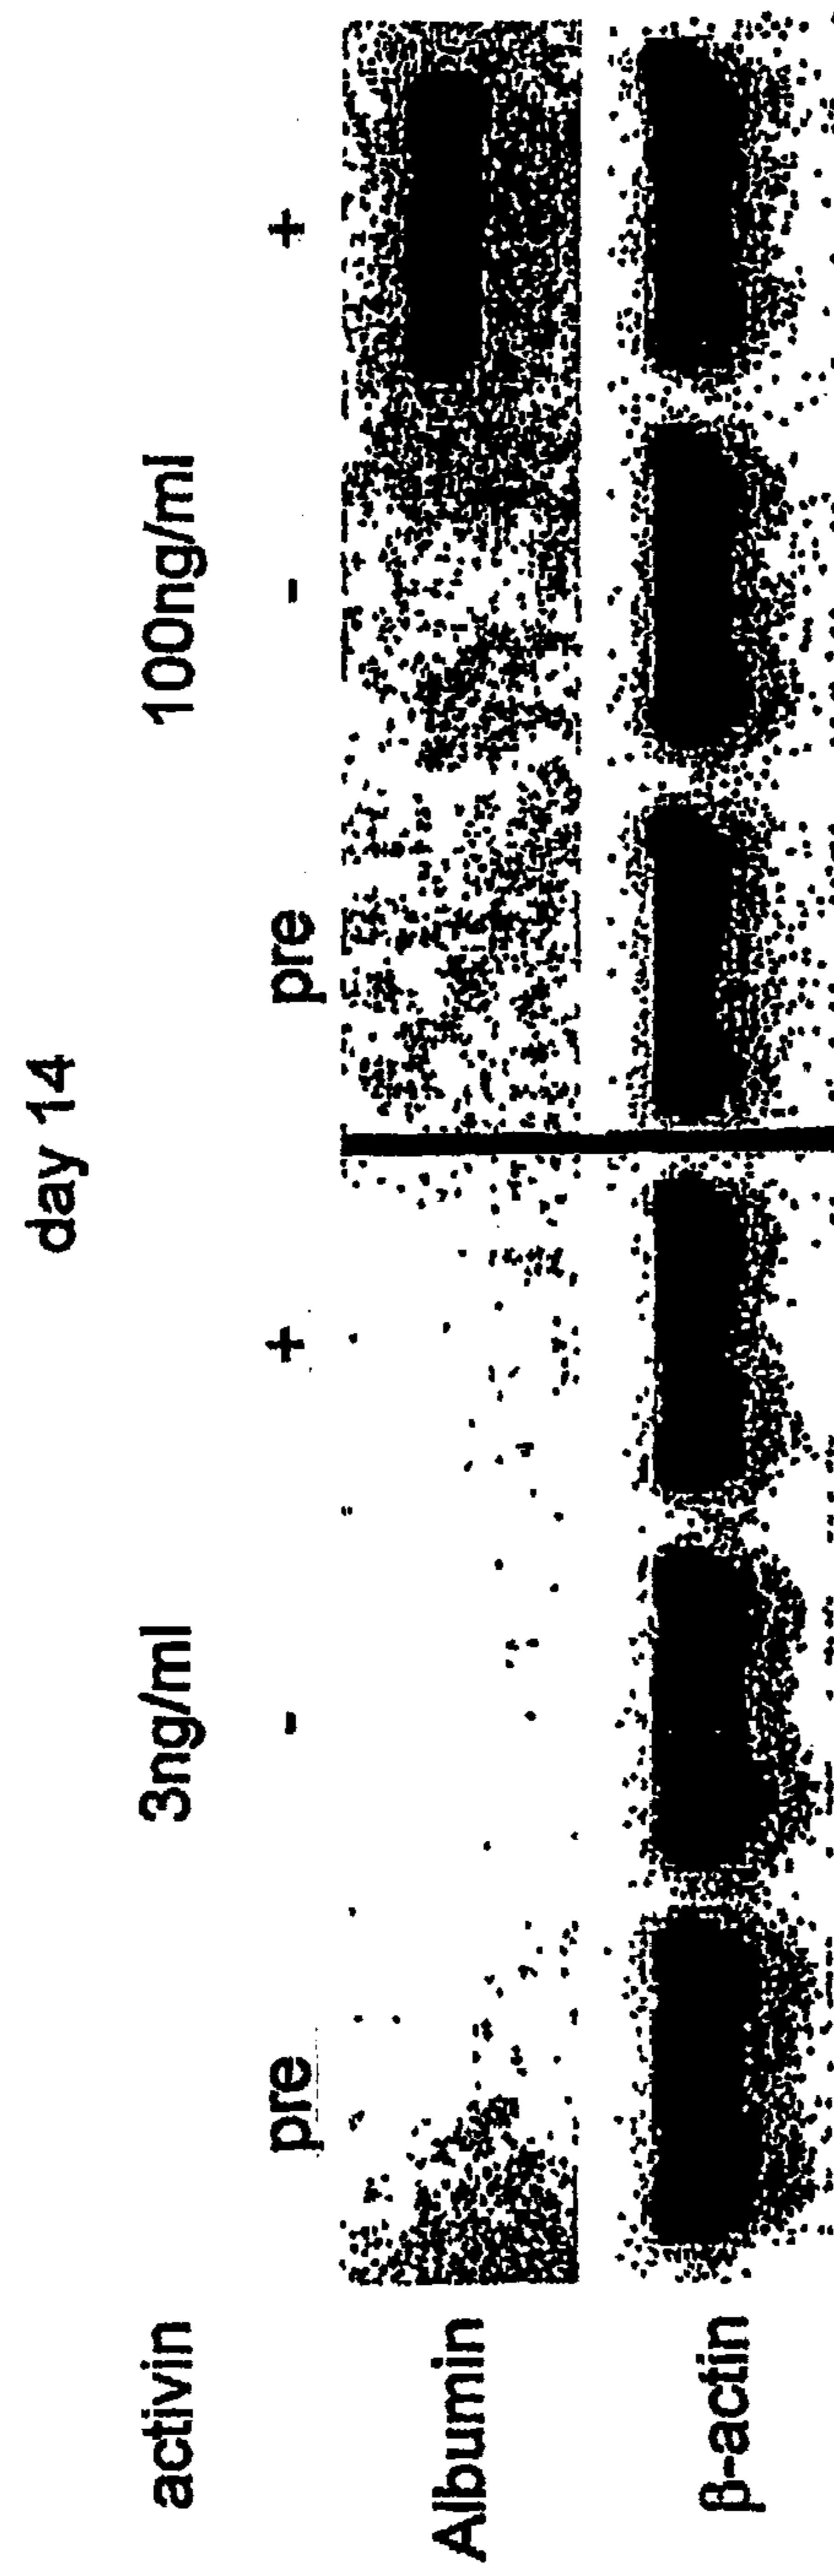 day 14
activin 3ng/ml 100ng/ml
pre - + pre - +
Albumin
β-actin